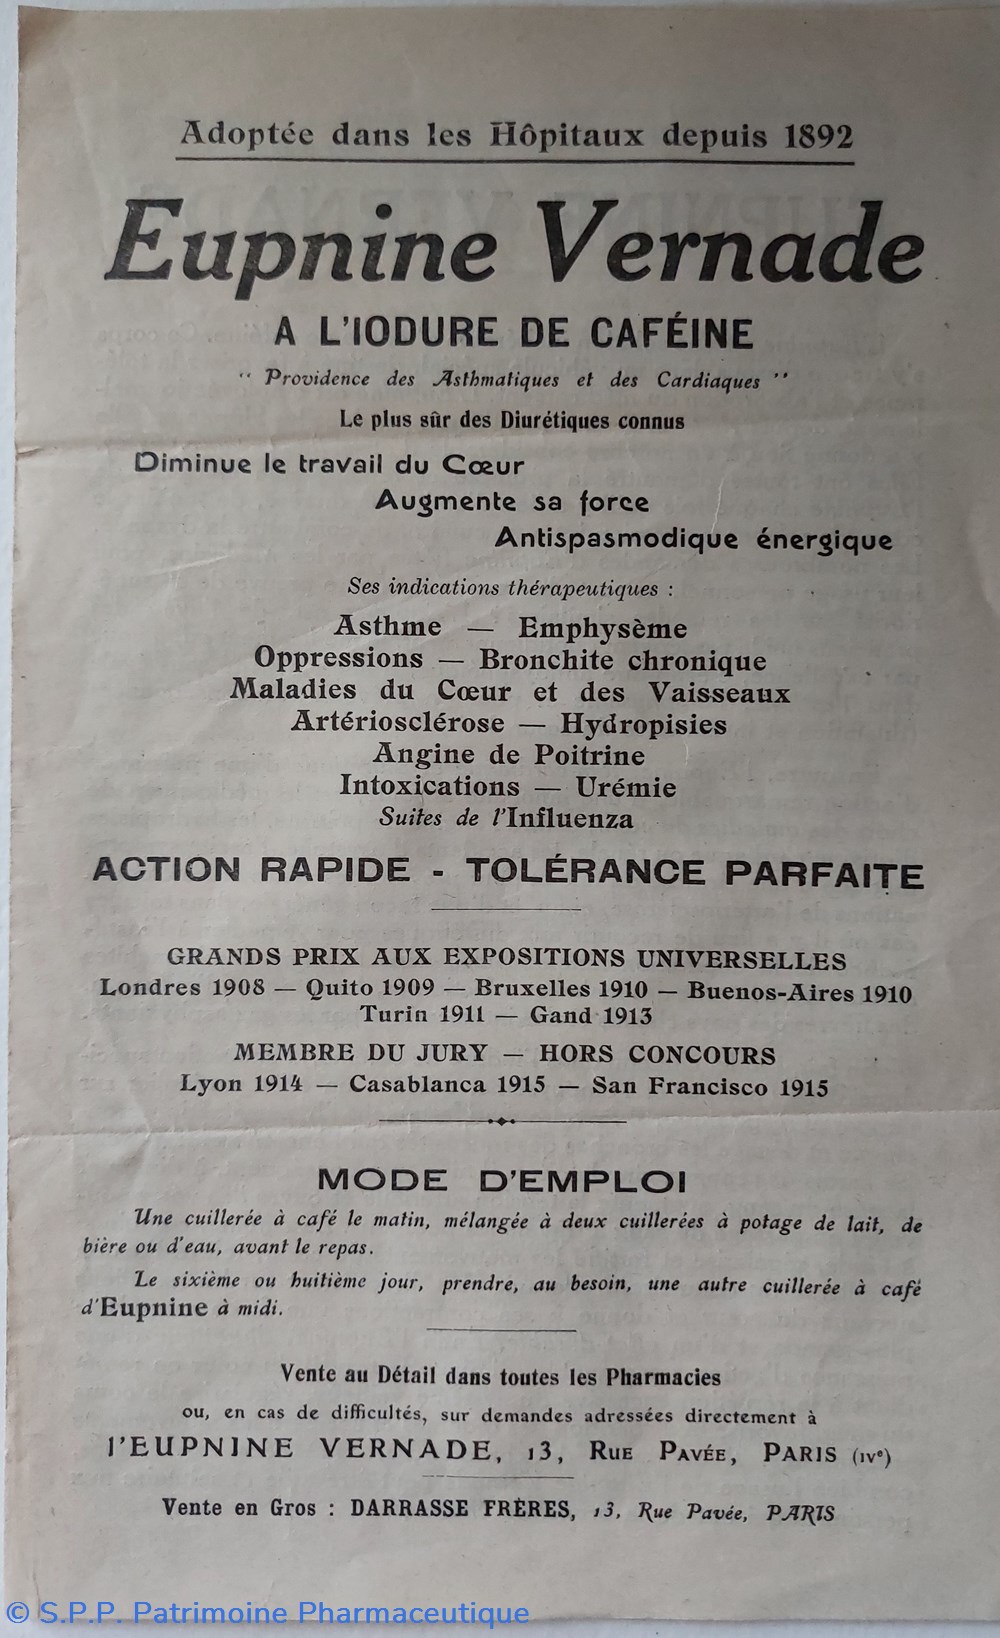 Adoptée dans les Hôpitaux depuis 1892
Eupnine Vernade
A L'IODURE DE CAFÉINE
“ Providence des Asthmatiques et des Cardiaques ”
Le plus sûr des Diurétiques connus
Diminue le travail du Cœur
Augmente sa force
Antispasmodique énergique
Ses indications thérapeutiques :
Asthme — Emphysème
Oppressions — Bronchite chronique
Maladies du Cœur et des Vaisseaux
Artériosclérose — Hydropisies
Angine de Poitrine
Intoxications — Urémie
Suites de l'Influenza
ACTION RAPIDE - TOLÉRANCE PARFAITE
GRANDS PRIX AUX EXPOSITIONS UNIVERSELLES
Londres 1908 — Quito 1909 — Bruxelles 1910 — Buenos-Aires 1910
Turin 1911 — Gand 1913
MEMBRE DU JURY — HORS CONCOURS
Lyon 1914 — Casablanca 1915 — San Francisco 1915
MODE D'EMPLOI
Une cuillerée à café le matin, mélangée à deux cuillerées à potage de lait, de
bière ou d'eau, avant le repas.
Le sixième ou huitième jour, prendre, au besoin, une autre cuillerée à café
d'Eupnine à midi.
Vente au Détail dans toutes les Pharmacies
ou, en cas de difficultés, sur demandes adressées directement à
l'EUPNINE VERNADE, 13, Rue Pavée, PARIS (IVe)
Vente en Gros : DARRASSE FRÈRES, 13, Rue Pavée, PARIS
© S.P.P. Patrimoine Pharmaceutique